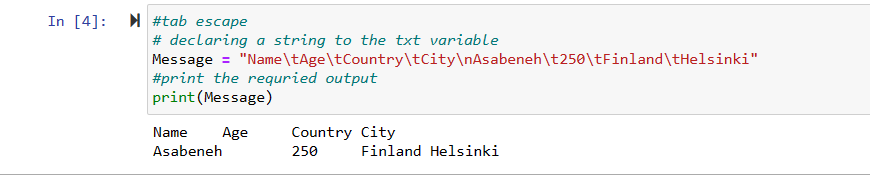 In [4]:
#tab escape
# declaring a string to the txt variable
Message = "Name\tAge\tCountry\tCity\nAsabeneh\t250\tFinland\tHelsinki"
#print the requried output
print(Message)
Name    Age     Country City
Asabeneh        250     Finland Helsinki